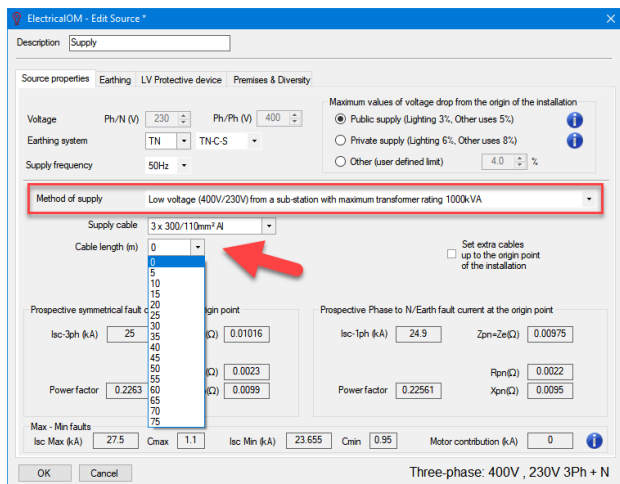 ElectricalOM - Edit Source *
Description Supply
Source properties Earthing LV Protective device Premises & Diversity
Maximum values of voltage drop from the origin of the installation
Voltage Ph/N (V) 230 Ph/Ph (V) 400
Public supply (Lighting 3%, Other uses 5%)
Earthing system TN TN-C-S
Private supply (Lighting 6%, Other uses 8%)
Supply frequency 50Hz
Other (user defined limit) 4.0 %
Method of supply Low voltage (400V/230V) from a sub-station with maximum transformer rating 1000kVA
Supply cable 3 x 300/110mm² Al
Cable length (m) 0
Set extra cables
up to the origin point
of the installation
0
5
10
15
20
25
30
35
40
45
50
55
60
65
70
75
Prospective symmetrical fault igin point
Isc-3ph (kA) 25 (Ω) 0.01016
(Ω) 0.0023
Power factor 0.2263 (Ω) 0.0099
Prospective Phase to N/Earth fault current at the origin point
Isc-1ph (kA) 24.9 Zpn=Ze(Ω) 0.00975
Rpn(Ω) 0.0022
Power factor 0.22561 Xpn(Ω) 0.0095
Max - Min faults
Isc Max (kA) 27.5 Cmax 1.1 Isc Min (kA) 23.655 Cmin 0.95 Motor contribution (kA) 0
OK Cancel Three-phase: 400V , 230V 3Ph + N